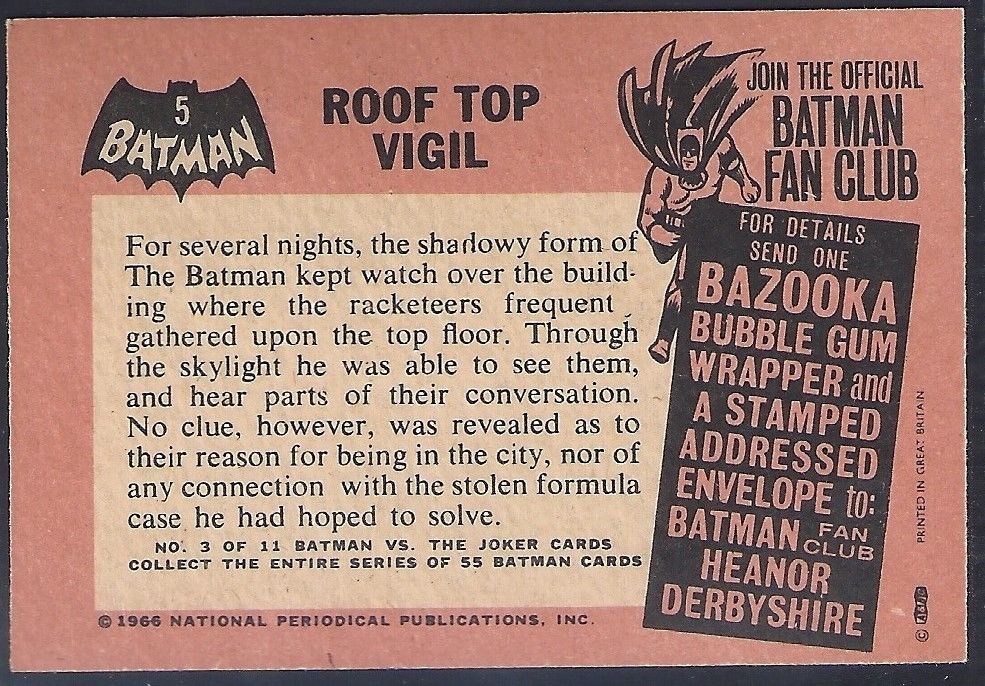 5
BATMAN
ROOF TOP
VIGIL
JOIN THE OFFICIAL
BATMAN
FAN CLUB
For several nights, the shadowy form of
The Batman kept watch over the build-
ing where the racketeers frequent
gathered upon the top floor. Through
the skylight he was able to see them,
and hear parts of their conversation.
No clue, however, was revealed as to
their reason for being in the city, nor of
any connection with the stolen formula
case he had hoped to solve.
NO. 3 OF 11 BATMAN VS. THE JOKER CARDS
COLLECT THE ENTIRE SERIES OF 55 BATMAN CARDS
© 1966 NATIONAL PERIODICAL PUBLICATIONS, INC.
FOR DETAILS
SEND ONE
BAZOOKA
BUBBLE GUM
WRAPPER and
A STAMPED
ADDRESSED
ENVELOPE to:
BATMAN FAN CLUB
HEANOR
DERBYSHIRE
PRINTED IN GREAT BRITAIN
©